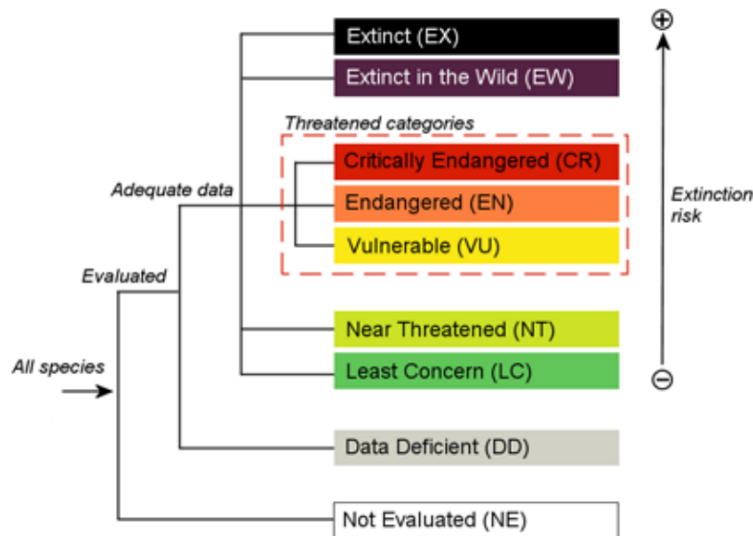 Extinct (EX)
Extinct in the Wild (EW)
Threatened categories
Critically Endangered (CR)
Adequate data
Endangered (EN)
Extinction
risk
Vulnerable (VU)
Evaluated
Near Threatened (NT)
All species
Least Concern (LC)
Data Deficient (DD)
Not Evaluated (NE)